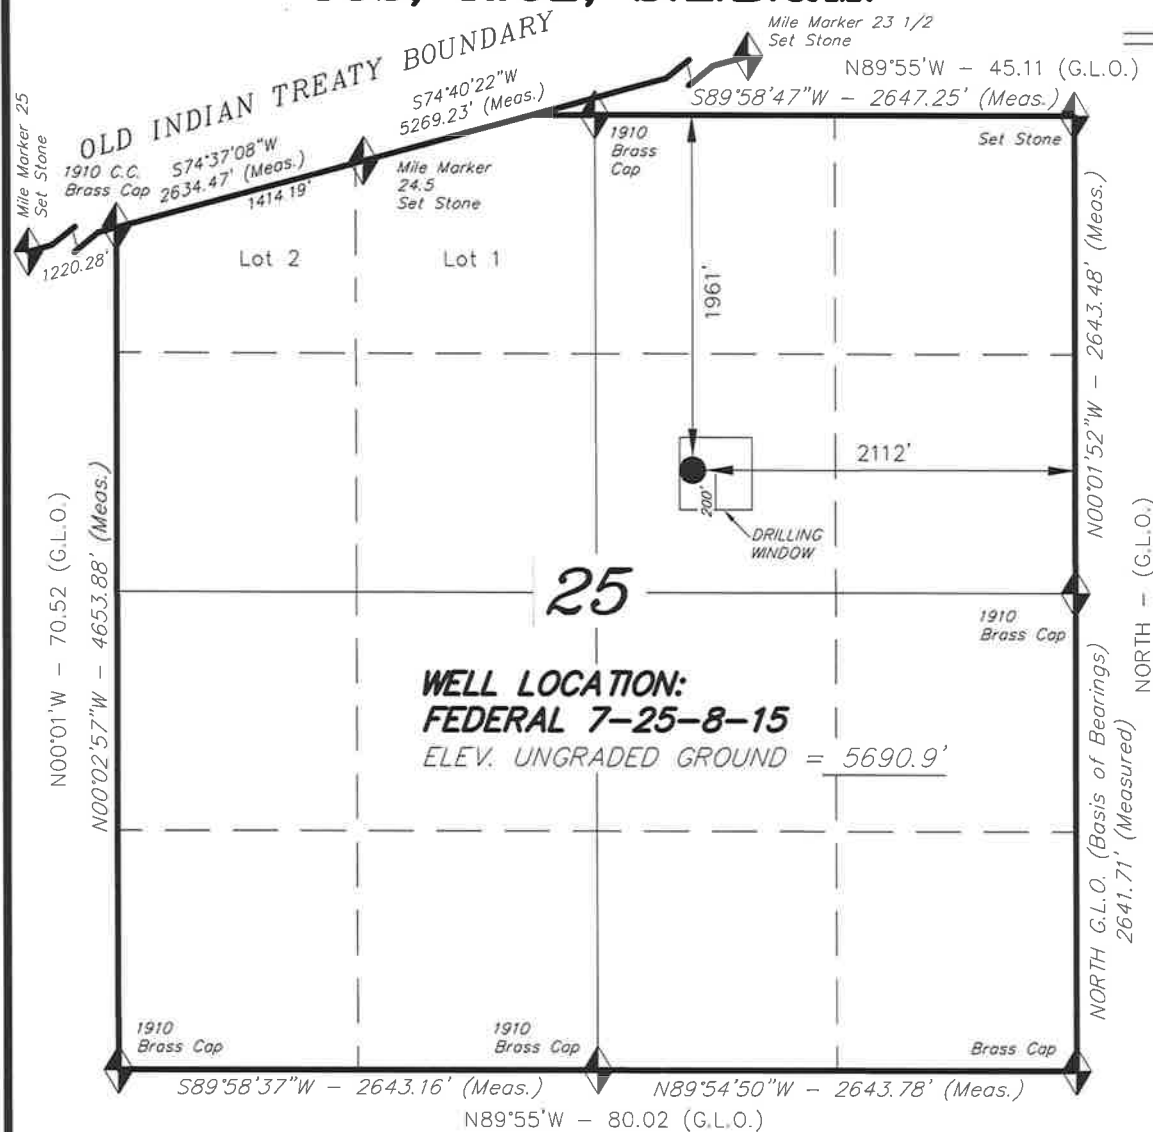 Mile Marker 23 1/2
Set Stone
N89°55'W - 45.11 (G.L.O.)
S89°58'47"W - 2647.25' (Meas.)
OLD INDIAN TREATY BOUNDARY
S74°40'22"W
5269.23' (Meas.)
Mile Marker 25
Set Stone
1910 C.C.
Brass Cap
S74°37'08"W
2634.47' (Meas.)
1414.19'
1220.28'
Mile Marker
24.5
Set Stone
1910
Brass
Cap
Set Stone
Lot 2
Lot 1
1961'
N00°01'52"W - 2643.48' (Meas.)
2112'
200'
DRILLING
WINDOW
25
1910
Brass Cap
NORTH - (G.L.O.)
N00°01'W - 70.52 (G.L.O.)
N00°02'57"W - 4653.88' (Meas.)
WELL LOCATION:
FEDERAL 7-25-8-15
ELEV. UNGRADED GROUND = 5690.9'
NORTH G.L.O. (Basis of Bearings)
2641.71' (Measured)
1910
Brass Cap
1910
Brass Cap
Brass Cap
S89°58'37"W - 2643.16' (Meas.)
N89°54'50"W - 2643.78' (Meas.)
N89°55'W - 80.02 (G.L.O.)